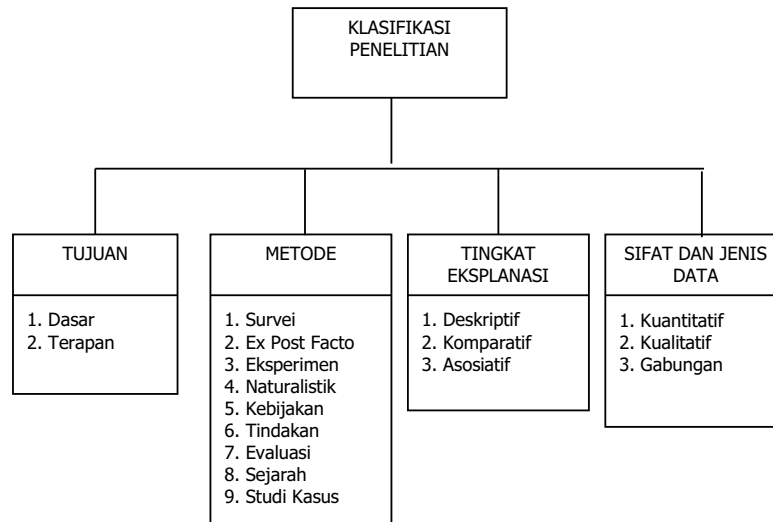 KLASIFIKASI
PENELITIAN
TUJUAN
1. Dasar
2. Terapan
METODE
1. Survei
2. Ex Post Facto
3. Eksperimen
4. Naturalistik
5. Kebijakan
6. Tindakan
7. Evaluasi
8. Sejarah
9. Studi Kasus
TINGKAT
EKSPLANASI
1. Deskriptif
2. Komparatif
3. Asosiatif
SIFAT DAN JENIS
DATA
1. Kuantitatif
2. Kualitatif
3. Gabungan